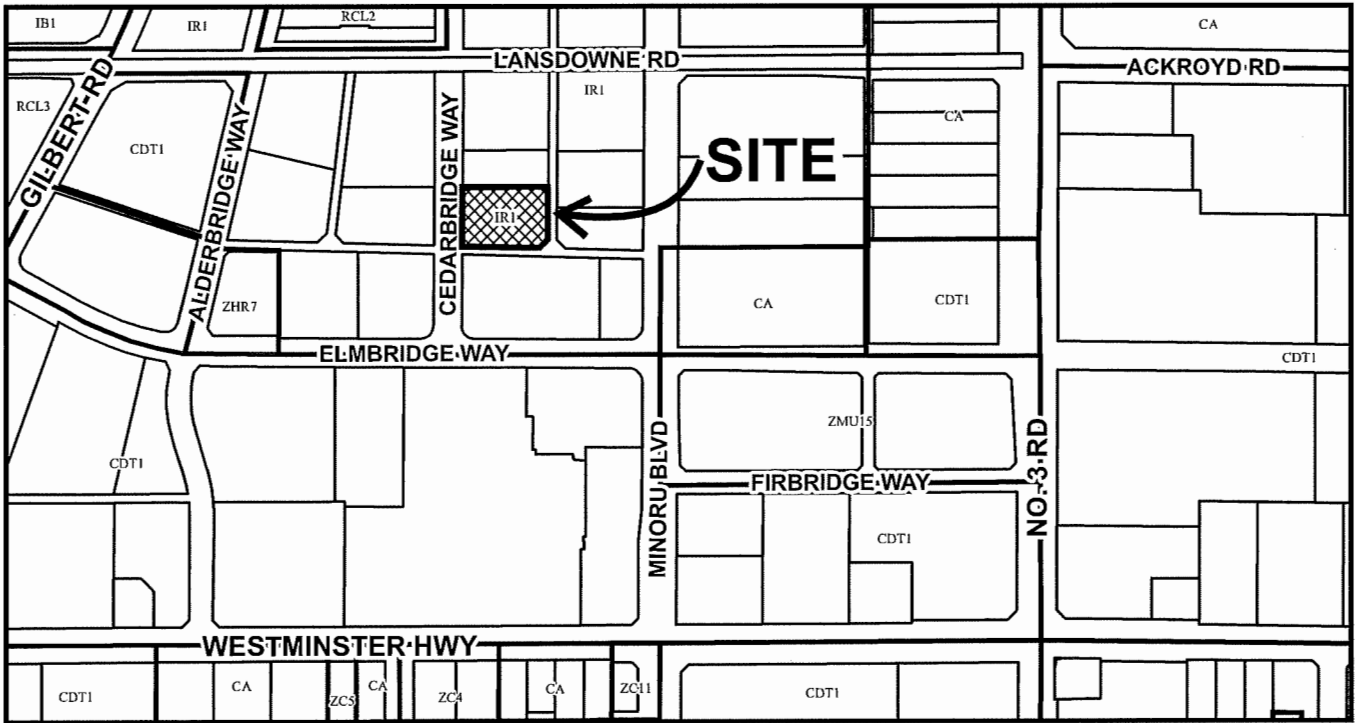 IB1
IR1
RCL2
CA
LANSDOWNE RD
ACKROYD RD
GILBERT RD
RCL3
CDT1
ALDERBRIDGE WAY
CEDARBRIDGE WAY
IR1
CA
SITE
IR1
ZHR7
CA
CDT1
ELMBRIDGE WAY
CDT1
CDT1
MINORU BLVD
ZMU15
FIRBRIDGE WAY
NO. 3 RD
CDT1
WESTMINSTER HWY
CDT1
CA
ZC5
CA
ZC4
CA
ZC11
CDT1